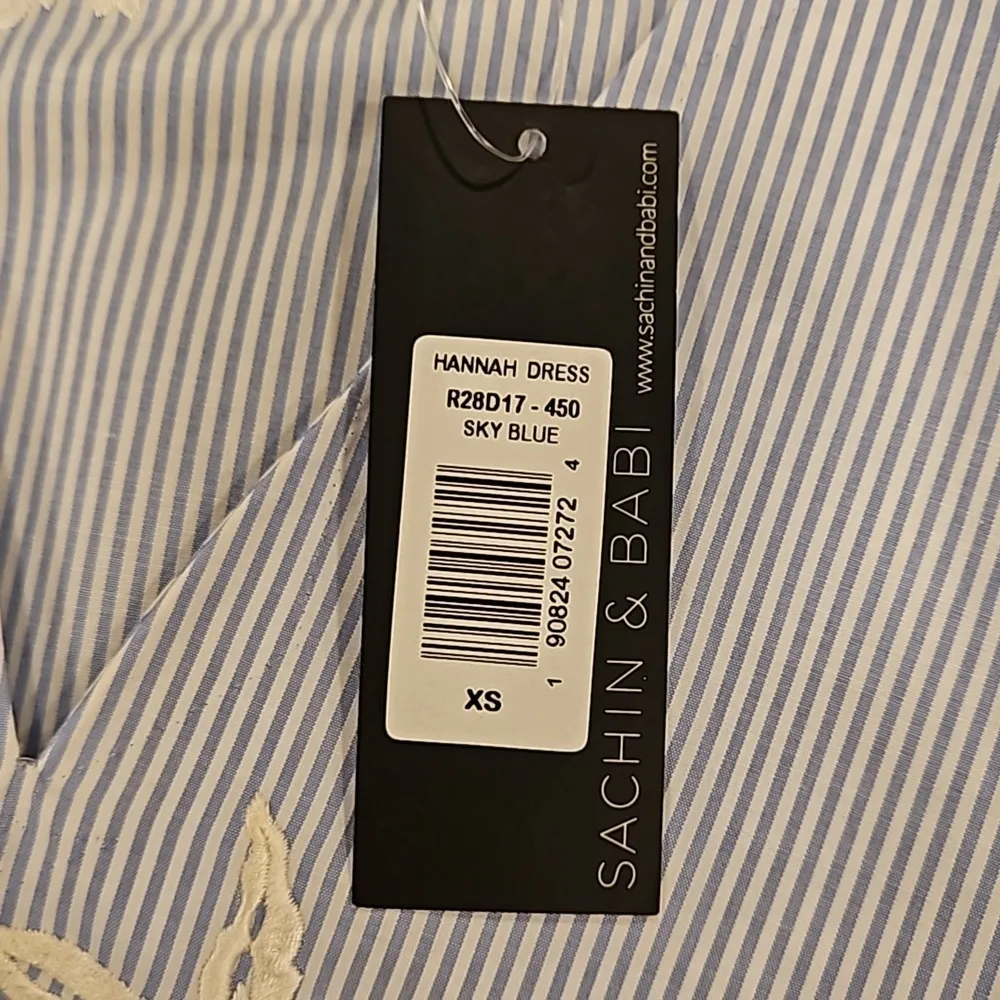 HANNAH DRESS
R28D17 - 450
SKY BLUE
1 90824 07272 4
XS
SACHIN & BABI
www.sachinandbabi.com